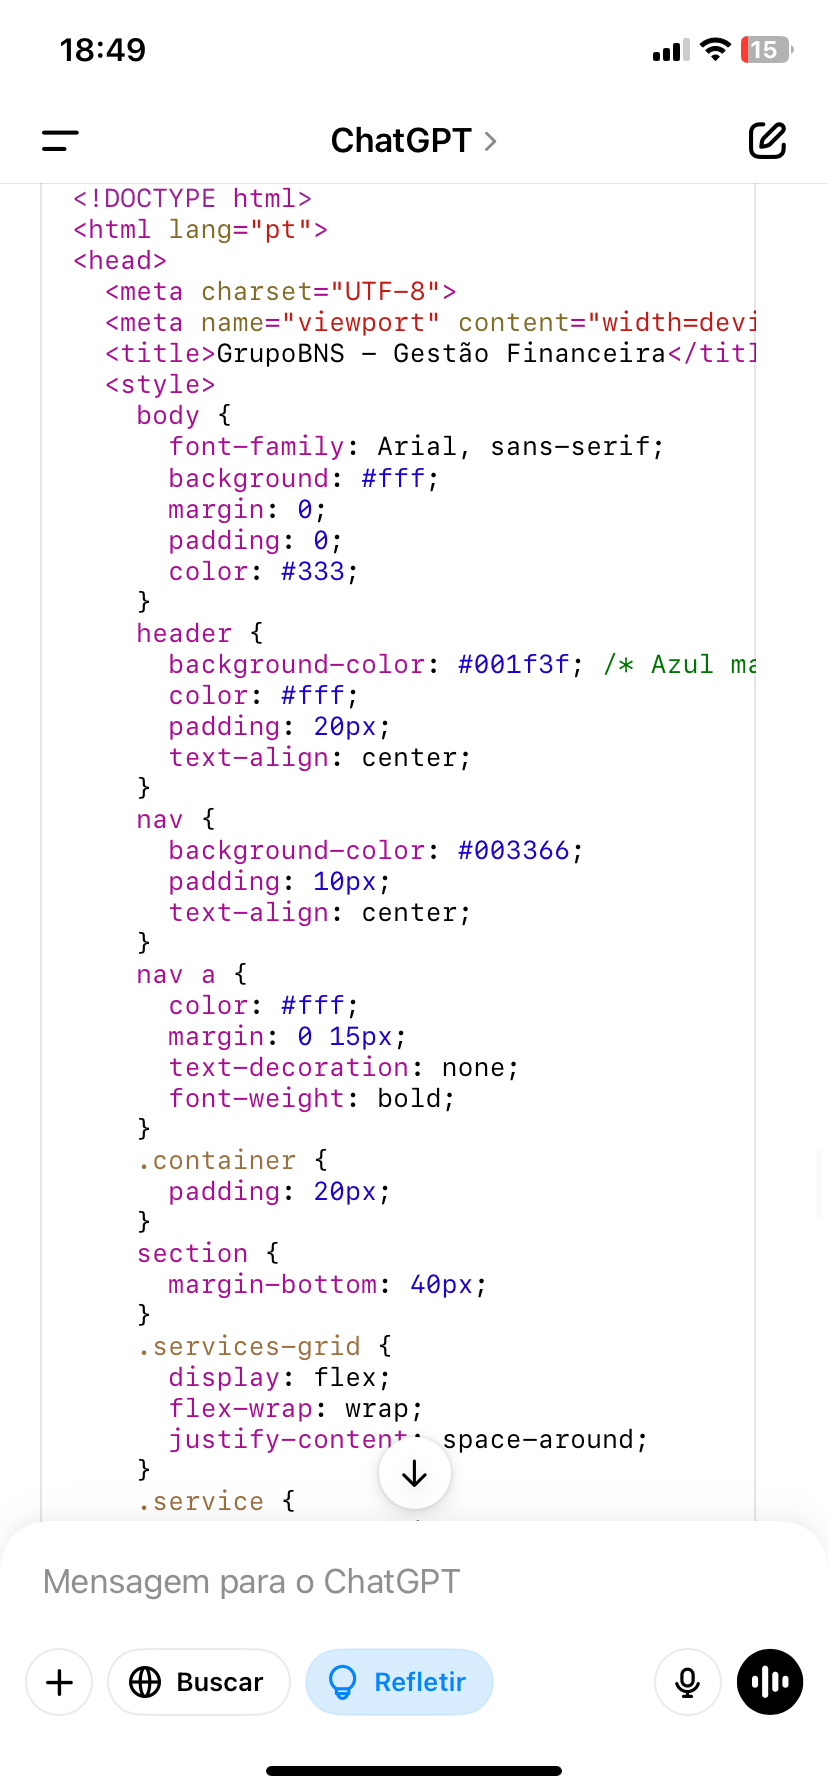 18:49
15
ChatGPT
<!DOCTYPE html>
<html lang="pt">
<head>
  <meta charset="UTF-8">
  <meta name="viewport" content="width=devi
  <title>GrupoBNS – Gestão Financeira</titl
  <style>
    body {
      font-family: Arial, sans-serif;
      background: #fff;
      margin: 0;
      padding: 0;
      color: #333;
    }
    header {
      background-color: #001f3f; /* Azul ma
      color: #fff;
      padding: 20px;
      text-align: center;
    }
    nav {
      background-color: #003366;
      padding: 10px;
      text-align: center;
    }
    nav a {
      color: #fff;
      margin: 0 15px;
      text-decoration: none;
      font-weight: bold;
    }
    .container {
      padding: 20px;
    }
    section {
      margin-bottom: 40px;
    }
    .services-grid {
      display: flex;
      flex-wrap: wrap;
      justify-content: space-around;
    }
    .service {
Mensagem para o ChatGPT
Buscar
Refletir